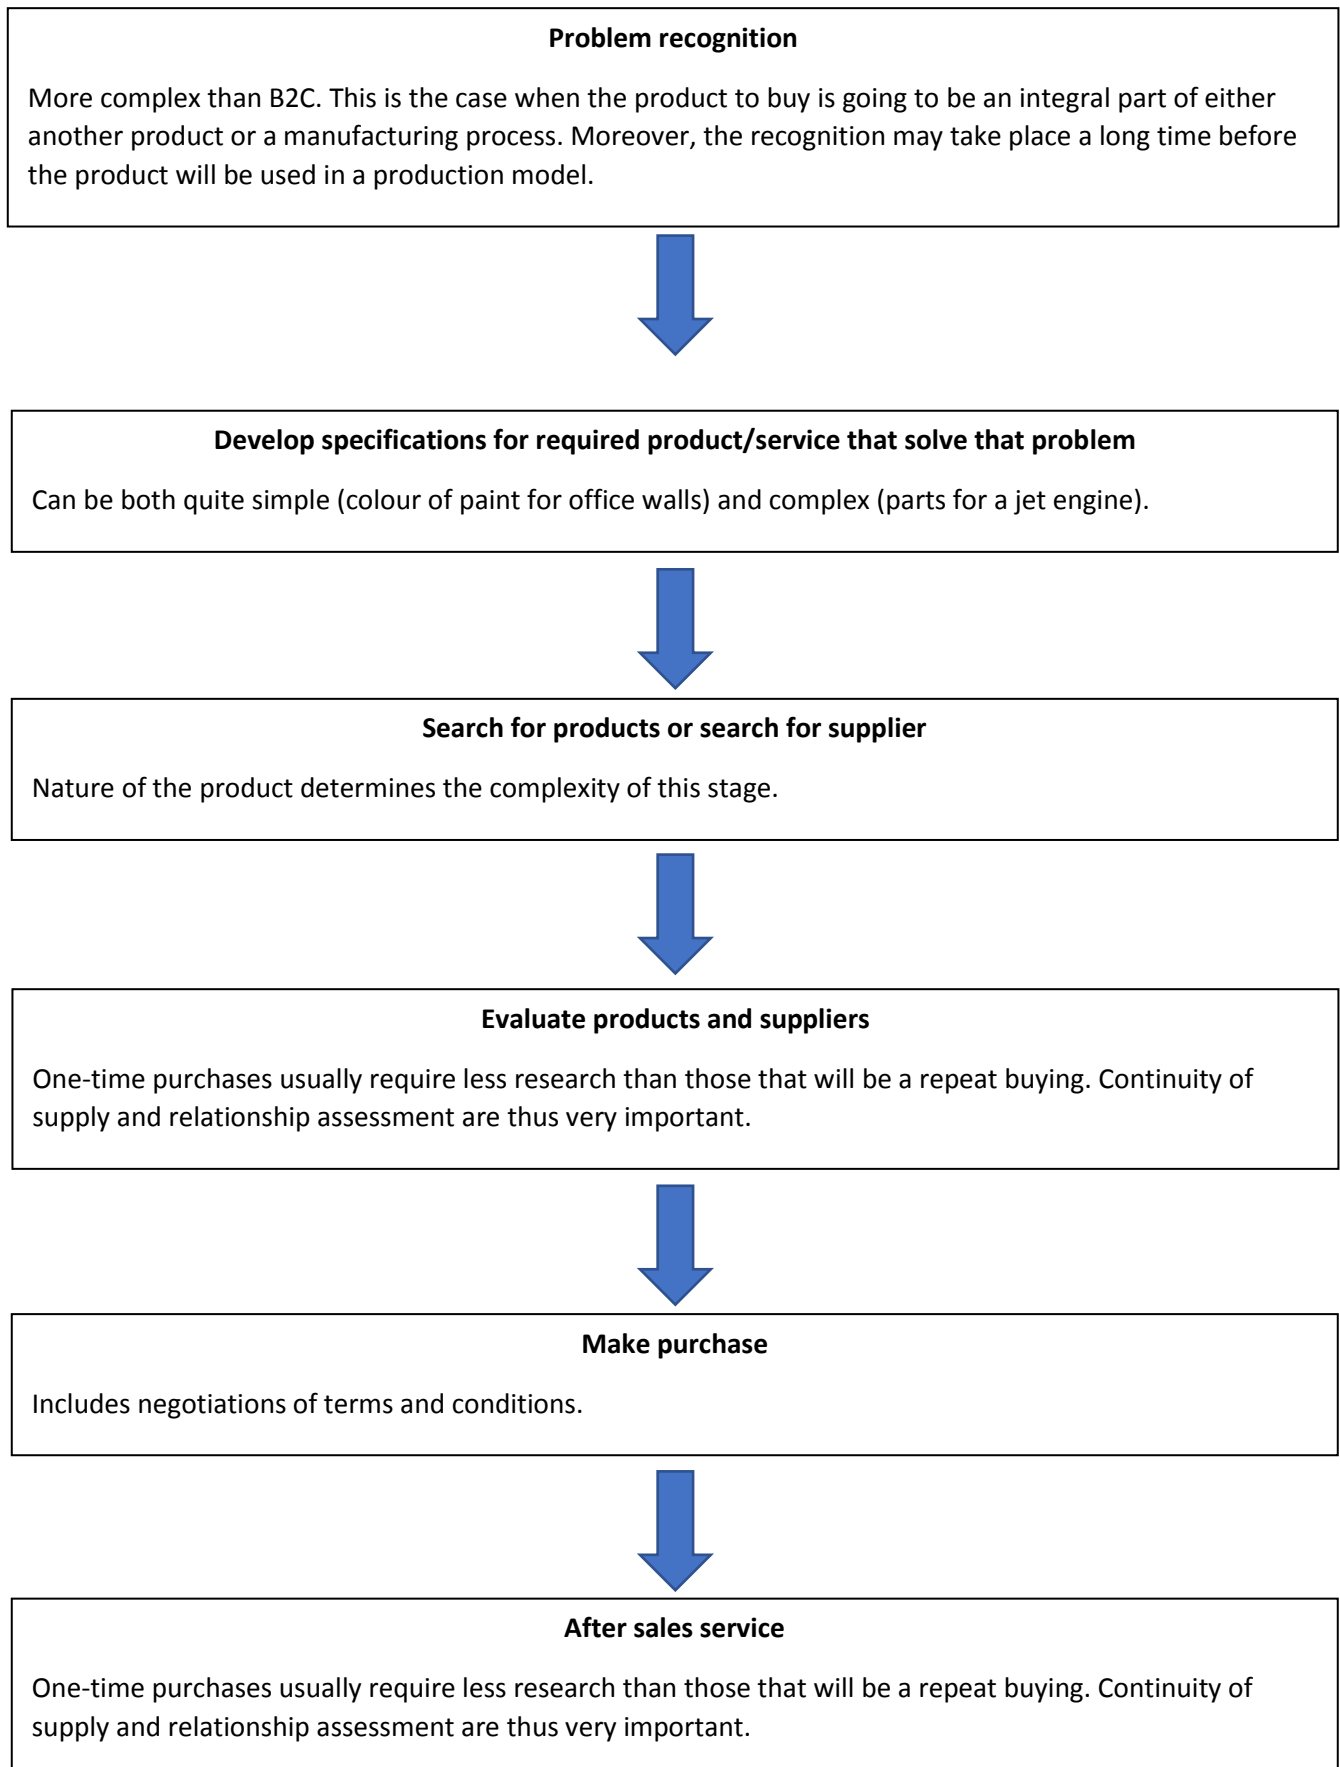 Problem recognition
More complex than B2C. This is the case when the product to buy is going to be an integral part of either
another product or a manufacturing process. Moreover, the recognition may take place a long time before
the product will be used in a production model.
Develop specifications for required product/service that solve that problem
Can be both quite simple (colour of paint for office walls) and complex (parts for a jet engine).
Search for products or search for supplier
Nature of the product determines the complexity of this stage.
Evaluate products and suppliers
One-time purchases usually require less research than those that will be a repeat buying. Continuity of
supply and relationship assessment are thus very important.
Make purchase
Includes negotiations of terms and conditions.
After sales service
One-time purchases usually require less research than those that will be a repeat buying. Continuity of
supply and relationship assessment are thus very important.